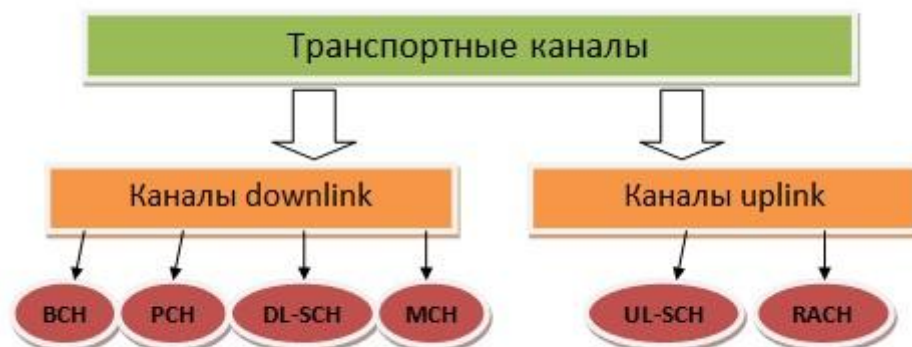 Транспортные каналы
Каналы downlink
Каналы uplink
BCH
PCH
DL-SCH
MCH
UL-SCH
RACH